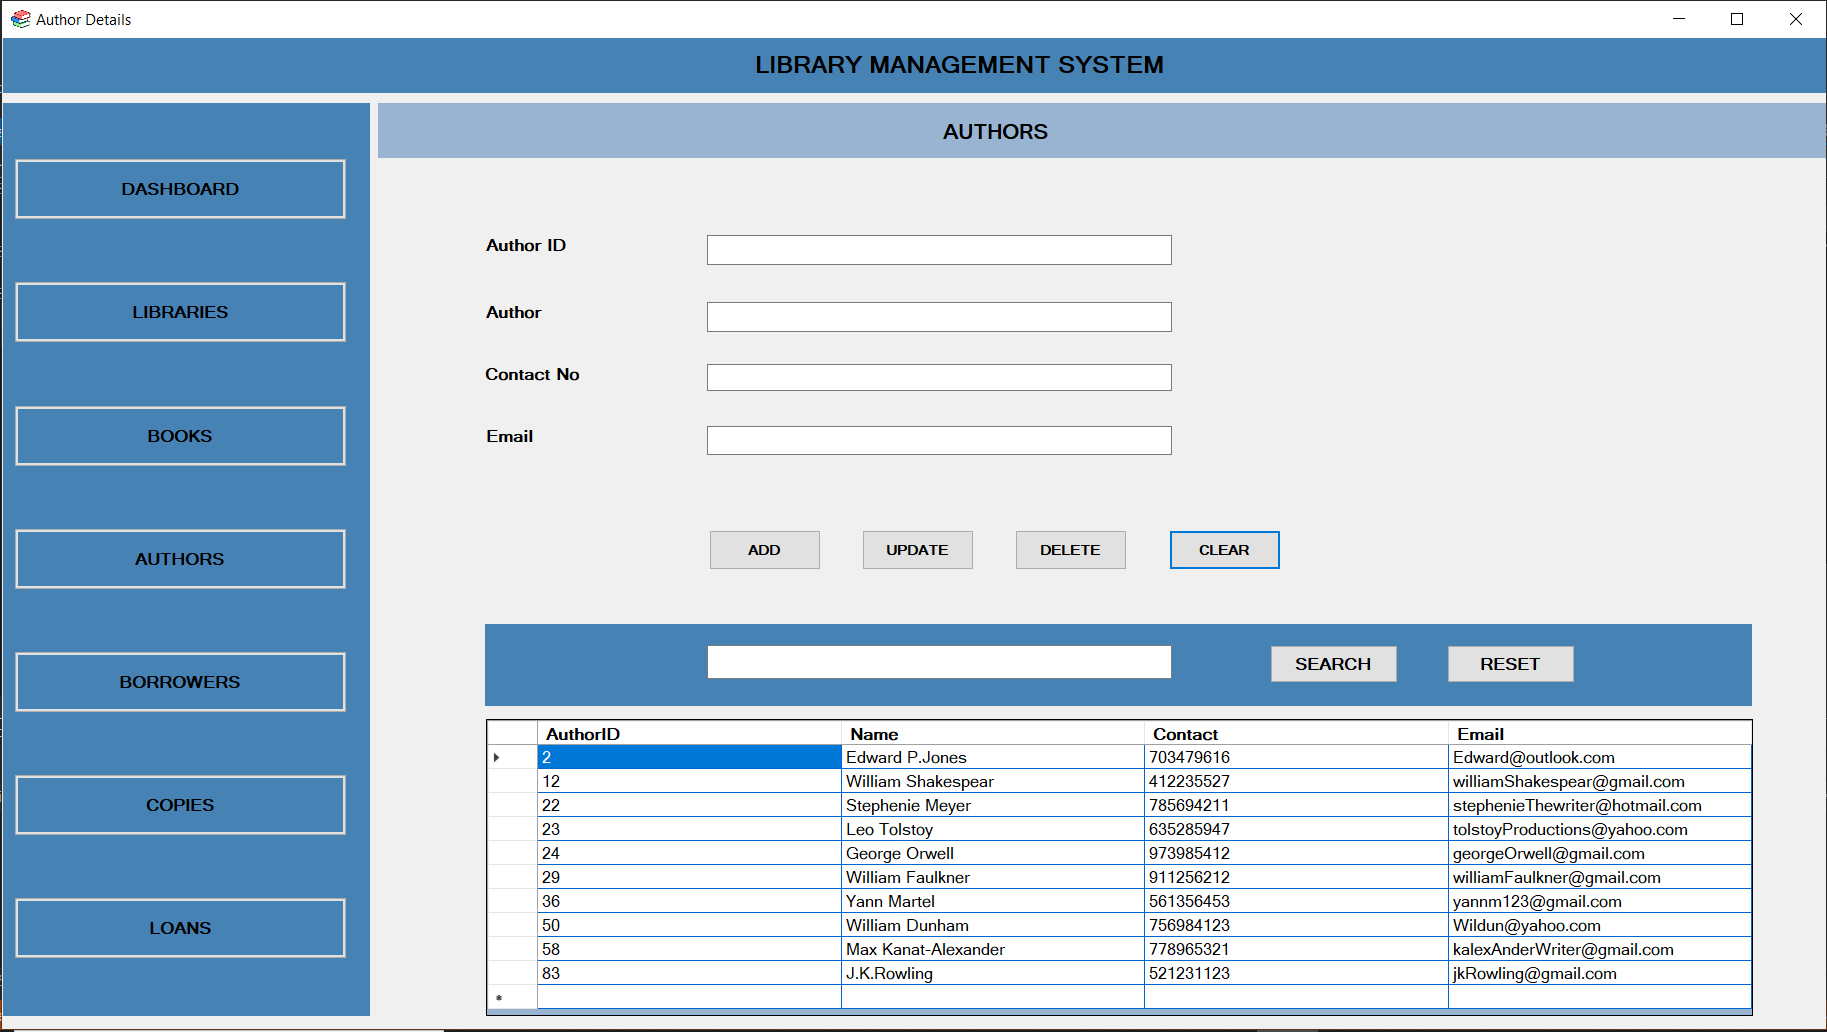 Author Details
LIBRARY MANAGEMENT SYSTEM
AUTHORS
DASHBOARD
LIBRARIES
BOOKS
AUTHORS
BORROWERS
COPIES
LOANS
Author ID
Author
Contact No
Email
ADD UPDATE DELETE CLEAR
SEARCH RESET
AuthorID Name Contact Email
2 Edward P.Jones 703479616 Edward@outlook.com
12 William Shakespear 412235527 williamShakespear@gmail.com
22 Stephenie Meyer 785694211 stephenieThewriter@hotmail.com
23 Leo Tolstoy 635285947 tolstoyProductions@yahoo.com
24 George Orwell 973985412 georgeOrwell@gmail.com
29 William Faulkner 911256212 williamFaulkner@gmail.com
36 Yann Martel 561356453 yannm123@gmail.com
50 William Dunham 756984123 Wildun@yahoo.com
58 Max Kanat-Alexander 778965321 kalexAnderWriter@gmail.com
83 J.K.Rowling 521231123 jkRowling@gmail.com